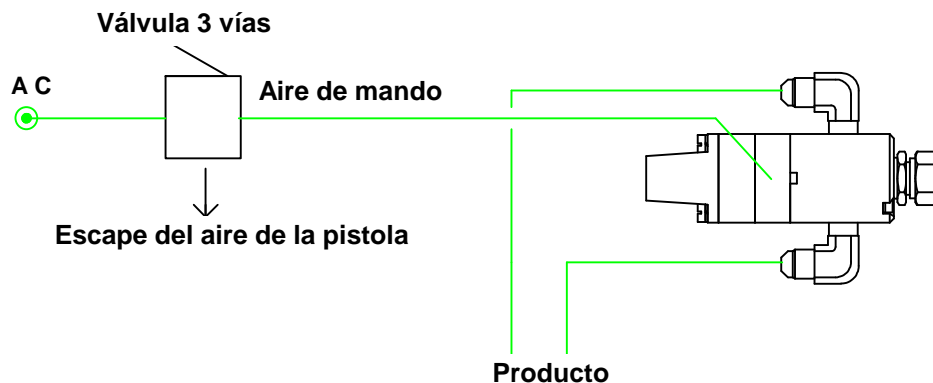 Válvula 3 vías
A C
Aire de mando
Escape del aire de la pistola
Producto